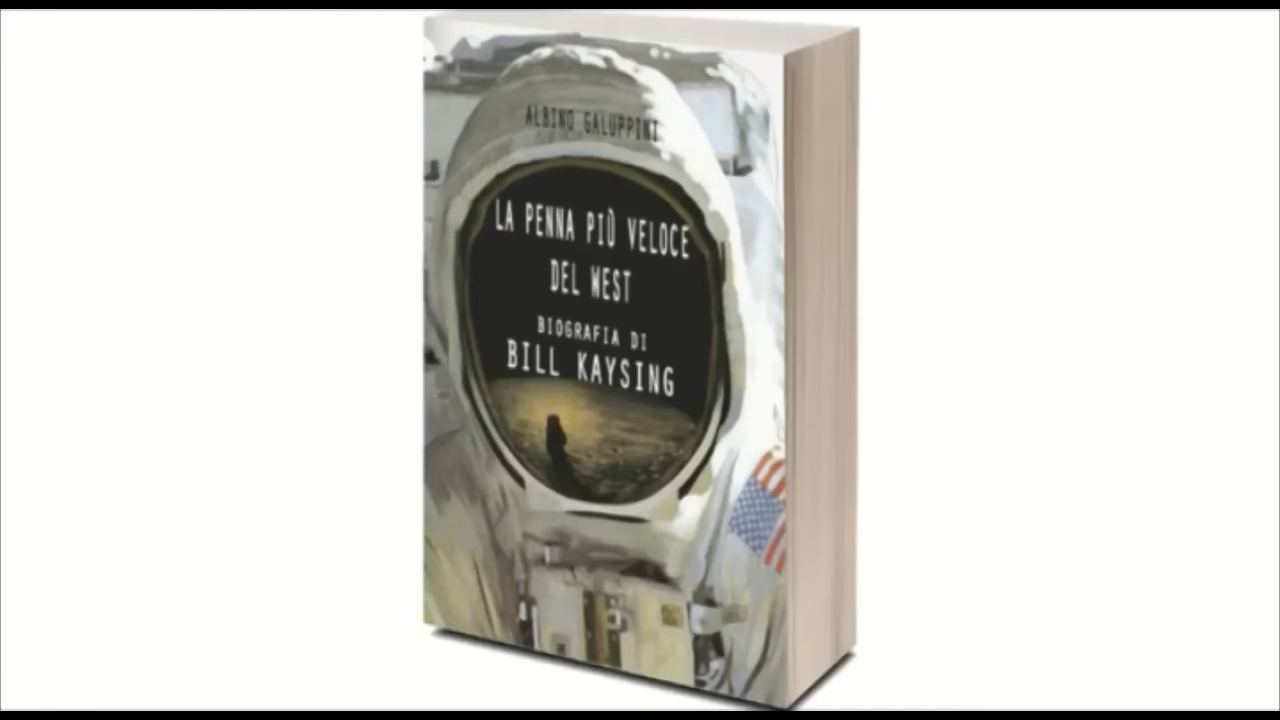 ALBINO GALUPPINI
LA PENNA PIÙ VELOCE
DEL WEST
BIOGRAFIA DI
BILL KAYSING